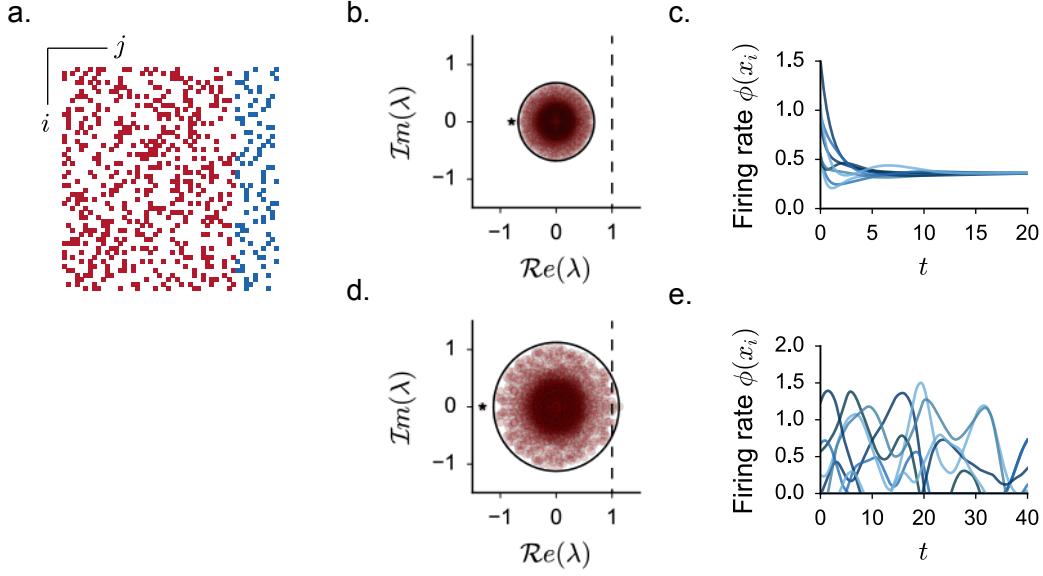 a.
j
i
b.
Im(λ)
1
0
−1
★
−1 0 1
Re(λ)
c.
Firing rate ϕ(x_i)
1.5
1.0
0.5
0.0
0 5 10 15 20
t
d.
Im(λ)
1
0
−1
★
−1 0 1
Re(λ)
e.
Firing rate ϕ(x_i)
2.0
1.5
1.0
0.5
0.0
0 10 20 30 40
t